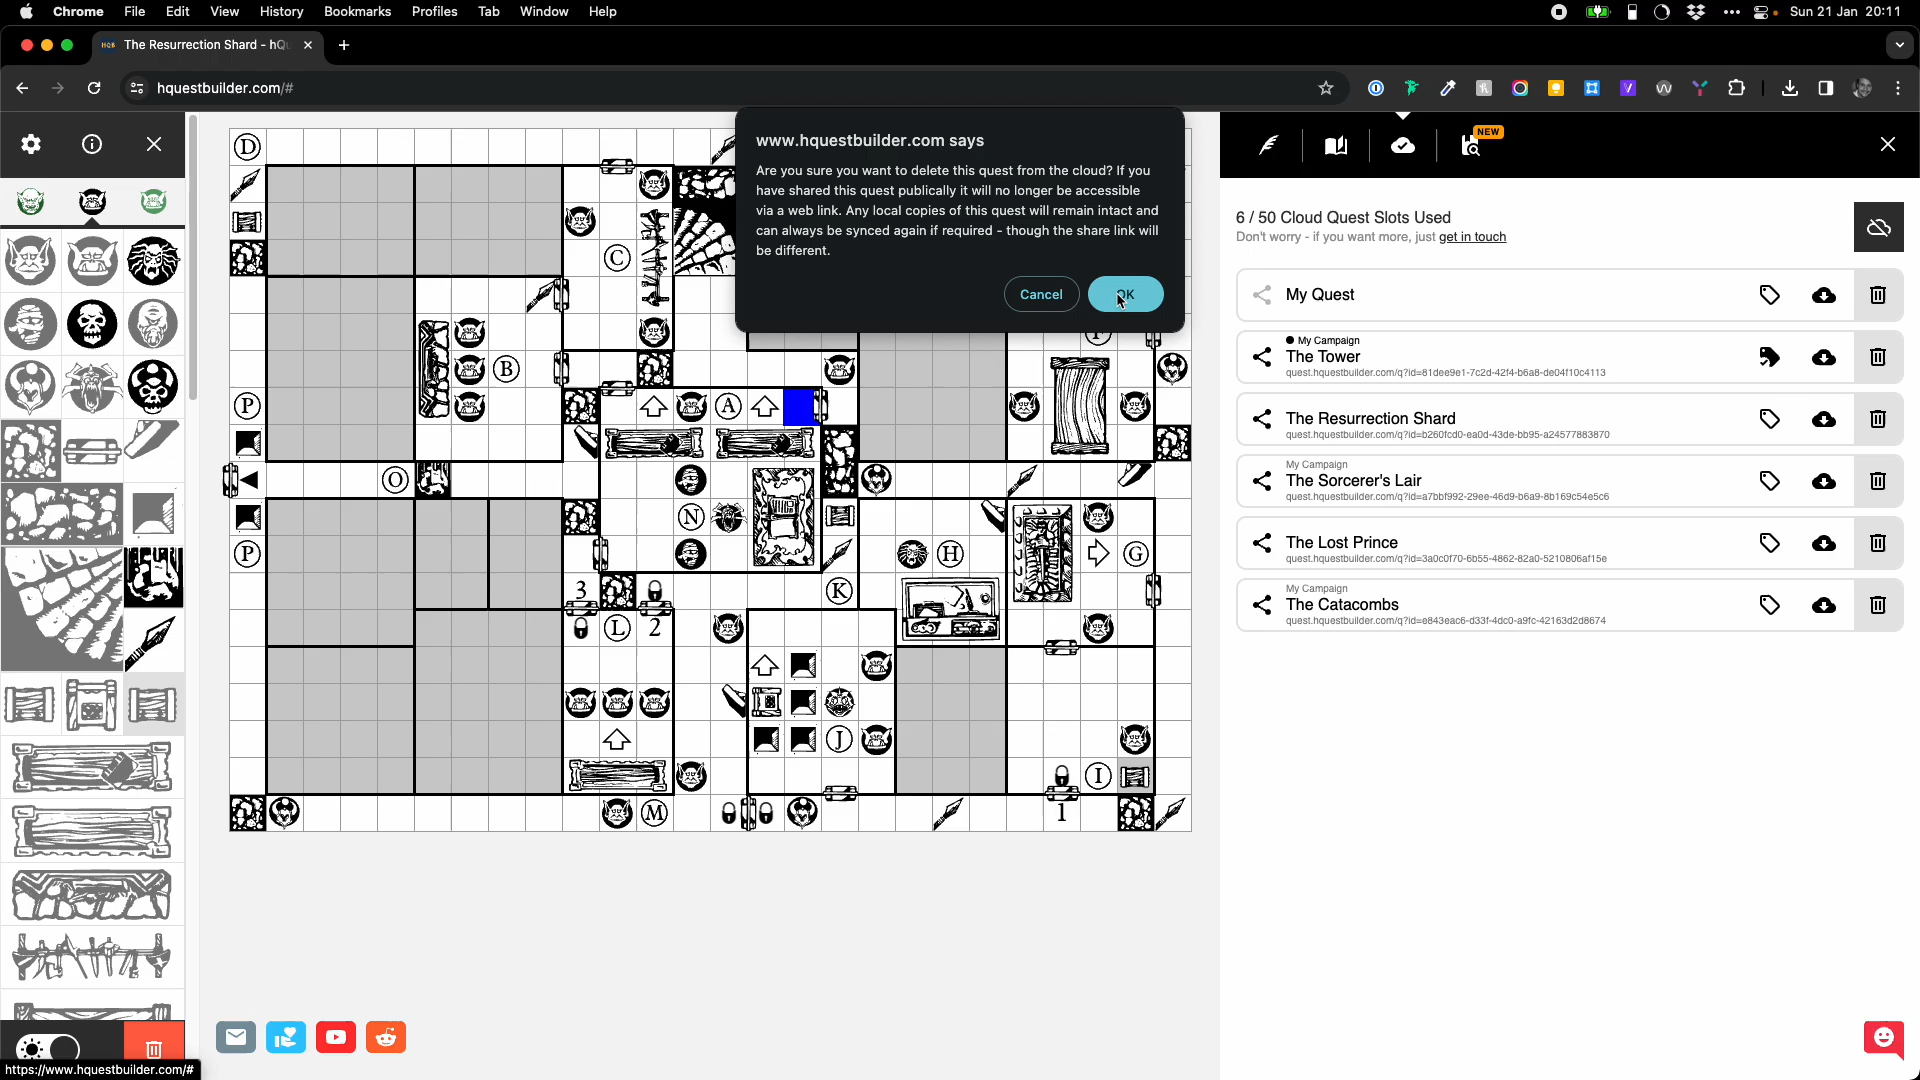 Chrome File Edit View History Bookmarks Profiles Tab Window Help
Sun 21 Jan 20:11
HQB The Resurrection Shard - hQu
hquestbuilder.com/#
NEW
www.hquestbuilder.com says
Are you sure you want to delete this quest from the cloud? If you
have shared this quest publically it will no longer be accessible
via a web link. Any local copies of this quest will remain intact and
can always be synced again if required - though the share link will
be different.
Cancel
OK
6 / 50 Cloud Quest Slots Used
Don't worry - if you want more, just get in touch
My Quest
My Campaign
The Tower
quest.hquestbuilder.com/q?id=81dee9e1-7c2d-42f4-b6a8-de04f10c4113
The Resurrection Shard
quest.hquestbuilder.com/q?id=b260fcd0-ea0d-43de-bb95-a24577883870
My Campaign
The Sorcerer's Lair
quest.hquestbuilder.com/q?id=a7bbf992-29ee-46d9-b6a9-8b169c54e5c6
The Lost Prince
quest.hquestbuilder.com/q?id=3a0c0f70-6b55-4862-82a0-5210806af15e
My Campaign
The Catacombs
quest.hquestbuilder.com/q?id=e843eac6-d33f-4dc0-a9fc-42163d2d8674
D
C
B
P
A
O
N
P
H
G
3
K
L
2
J
I
M
1
https://www.hquestbuilder.com/#